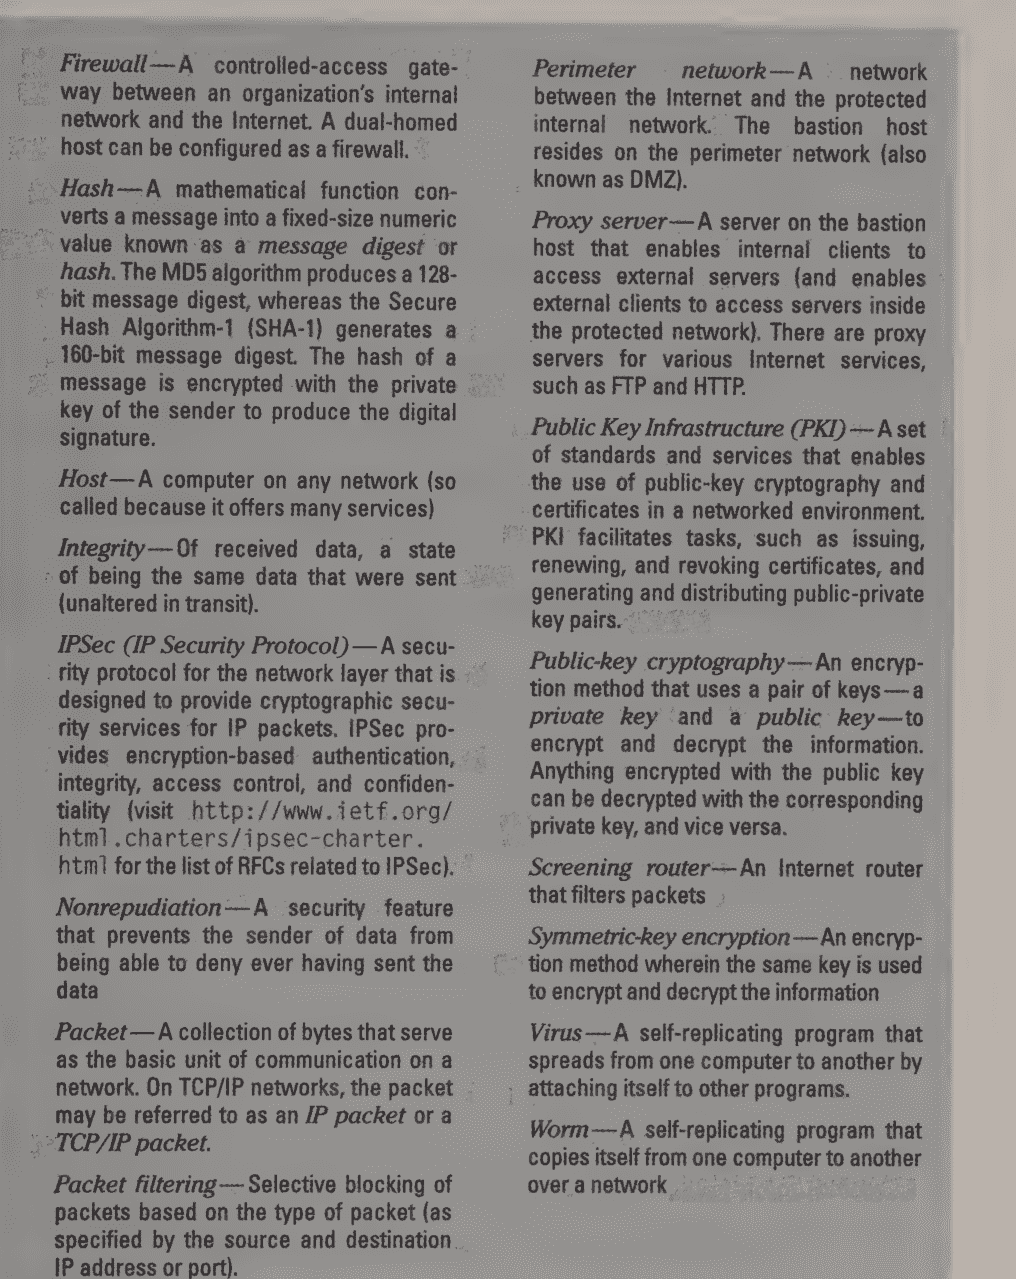 Firewall—A controlled-access gate-
way between an organization's internal
network and the Internet. A dual-homed
host can be configured as a firewall.
Hash—A mathematical function con-
verts a message into a fixed-size numeric
value known as a message digest or
hash. The MD5 algorithm produces a 128-
bit message digest, whereas the Secure
Hash Algorithm-1 (SHA-1) generates a
160-bit message digest. The hash of a
message is encrypted with the private
key of the sender to produce the digital
signature.
Host—A computer on any network (so
called because it offers many services)
Integrity—Of received data, a state
of being the same data that were sent
(unaltered in transit).
IPSec (IP Security Protocol)—A secu-
rity protocol for the network layer that is
designed to provide cryptographic secu-
rity services for IP packets. IPSec pro-
vides encryption-based authentication,
integrity, access control, and confiden-
tiality (visit http://www.ietf.org/
html.charters/ipsec-charter.
html for the list of RFCs related to IPSec).
Nonrepudiation—A security feature
that prevents the sender of data from
being able to deny ever having sent the
data
Packet—A collection of bytes that serve
as the basic unit of communication on a
network. On TCP/IP networks, the packet
may be referred to as an IP packet or a
TCP/IP packet.
Packet filtering—Selective blocking of
packets based on the type of packet (as
specified by the source and destination
IP address or port).
Perimeter network—A network
between the Internet and the protected
internal network. The bastion host
resides on the perimeter network (also
known as DMZ).
Proxy server—A server on the bastion
host that enables internal clients to
access external servers (and enables
external clients to access servers inside
the protected network). There are proxy
servers for various Internet services,
such as FTP and HTTP.
Public Key Infrastructure (PKI)—A set
of standards and services that enables
the use of public-key cryptography and
certificates in a networked environment.
PKI facilitates tasks, such as issuing,
renewing, and revoking certificates, and
generating and distributing public-private
key pairs.
Public-key cryptography—An encryp-
tion method that uses a pair of keys—a
private key and a public key—to
encrypt and decrypt the information.
Anything encrypted with the public key
can be decrypted with the corresponding
private key, and vice versa.
Screening router—An Internet router
that filters packets
Symmetric-key encryption—An encryp-
tion method wherein the same key is used
to encrypt and decrypt the information
Virus—A self-replicating program that
spreads from one computer to another by
attaching itself to other programs.
Worm—A self-replicating program that
copies itself from one computer to another
over a network